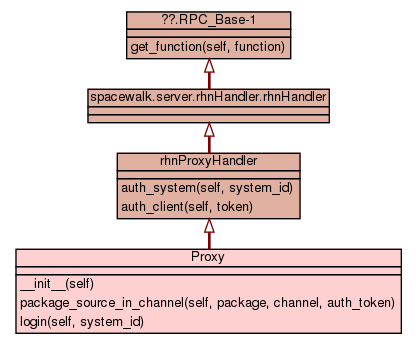 ??.RPC_Base-1
get_function(self, function)
spacewalk.server.rhnHandler.rhnHandler
rhnProxyHandler
auth_system(self, system_id)
auth_client(self, token)
Proxy
__init__(self)
package_source_in_channel(self, package, channel, auth_token)
login(self, system_id)